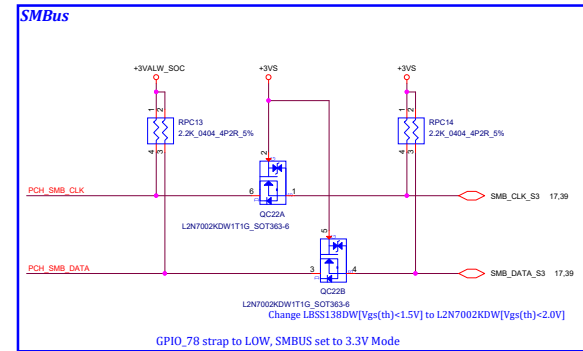 SMBus
+3VALW_SOC
+3VS
+3VS
1
2
RPC13
2.2K_0404_4P2R_5%
4
3
2
1
2
RPC14
2.2K_0404_4P2R_5%
4
3
PCH_SMB_CLK
6
1
SMB_CLK_S3 17,39
QC22A
L2N7002KDW1T1G_SOT363-6
5
PCH_SMB_DATA
3
4
SMB_DATA_S3 17,39
QC22B
L2N7002KDW1T1G_SOT363-6
Change LBSS138DW[Vgs(th)<1.5V] to L2N7002KDW[Vgs(th)<2.0V]
GPIO_78 strap to LOW, SMBUS set to 3.3V Mode